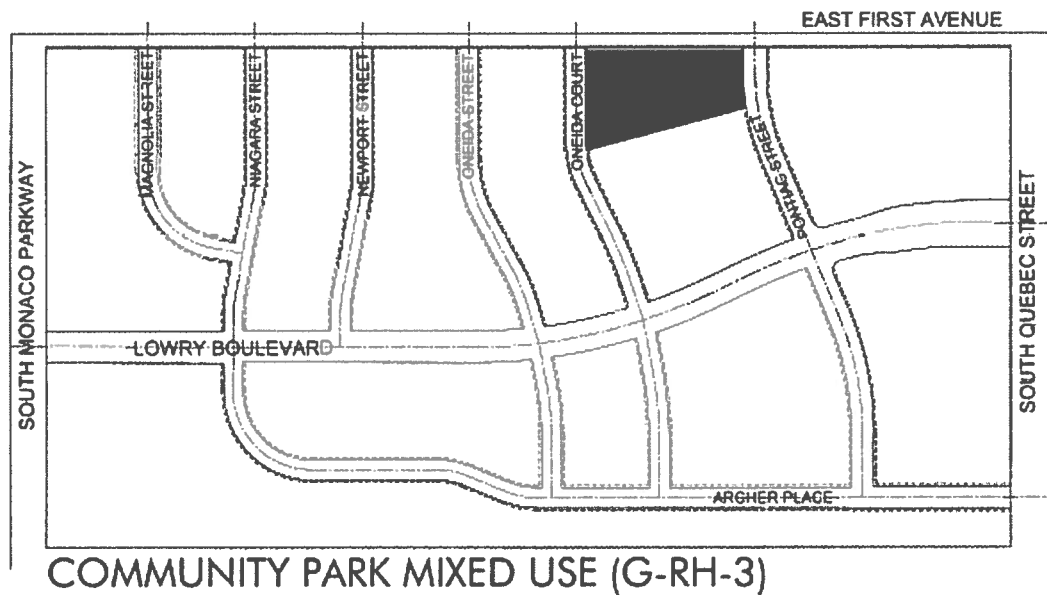 EAST FIRST AVENUE
MAGNOLIA STREET
NIAGARA STREET
NEWPORT STREET
ONEIDA STREET
ONEIDA COURT
PONTIAC STREET
SOUTH MONACO PARKWAY
SOUTH QUEBEC STREET
LOWRY BOULEVARD
ARCHER PLACE
COMMUNITY PARK MIXED USE (G-RH-3)